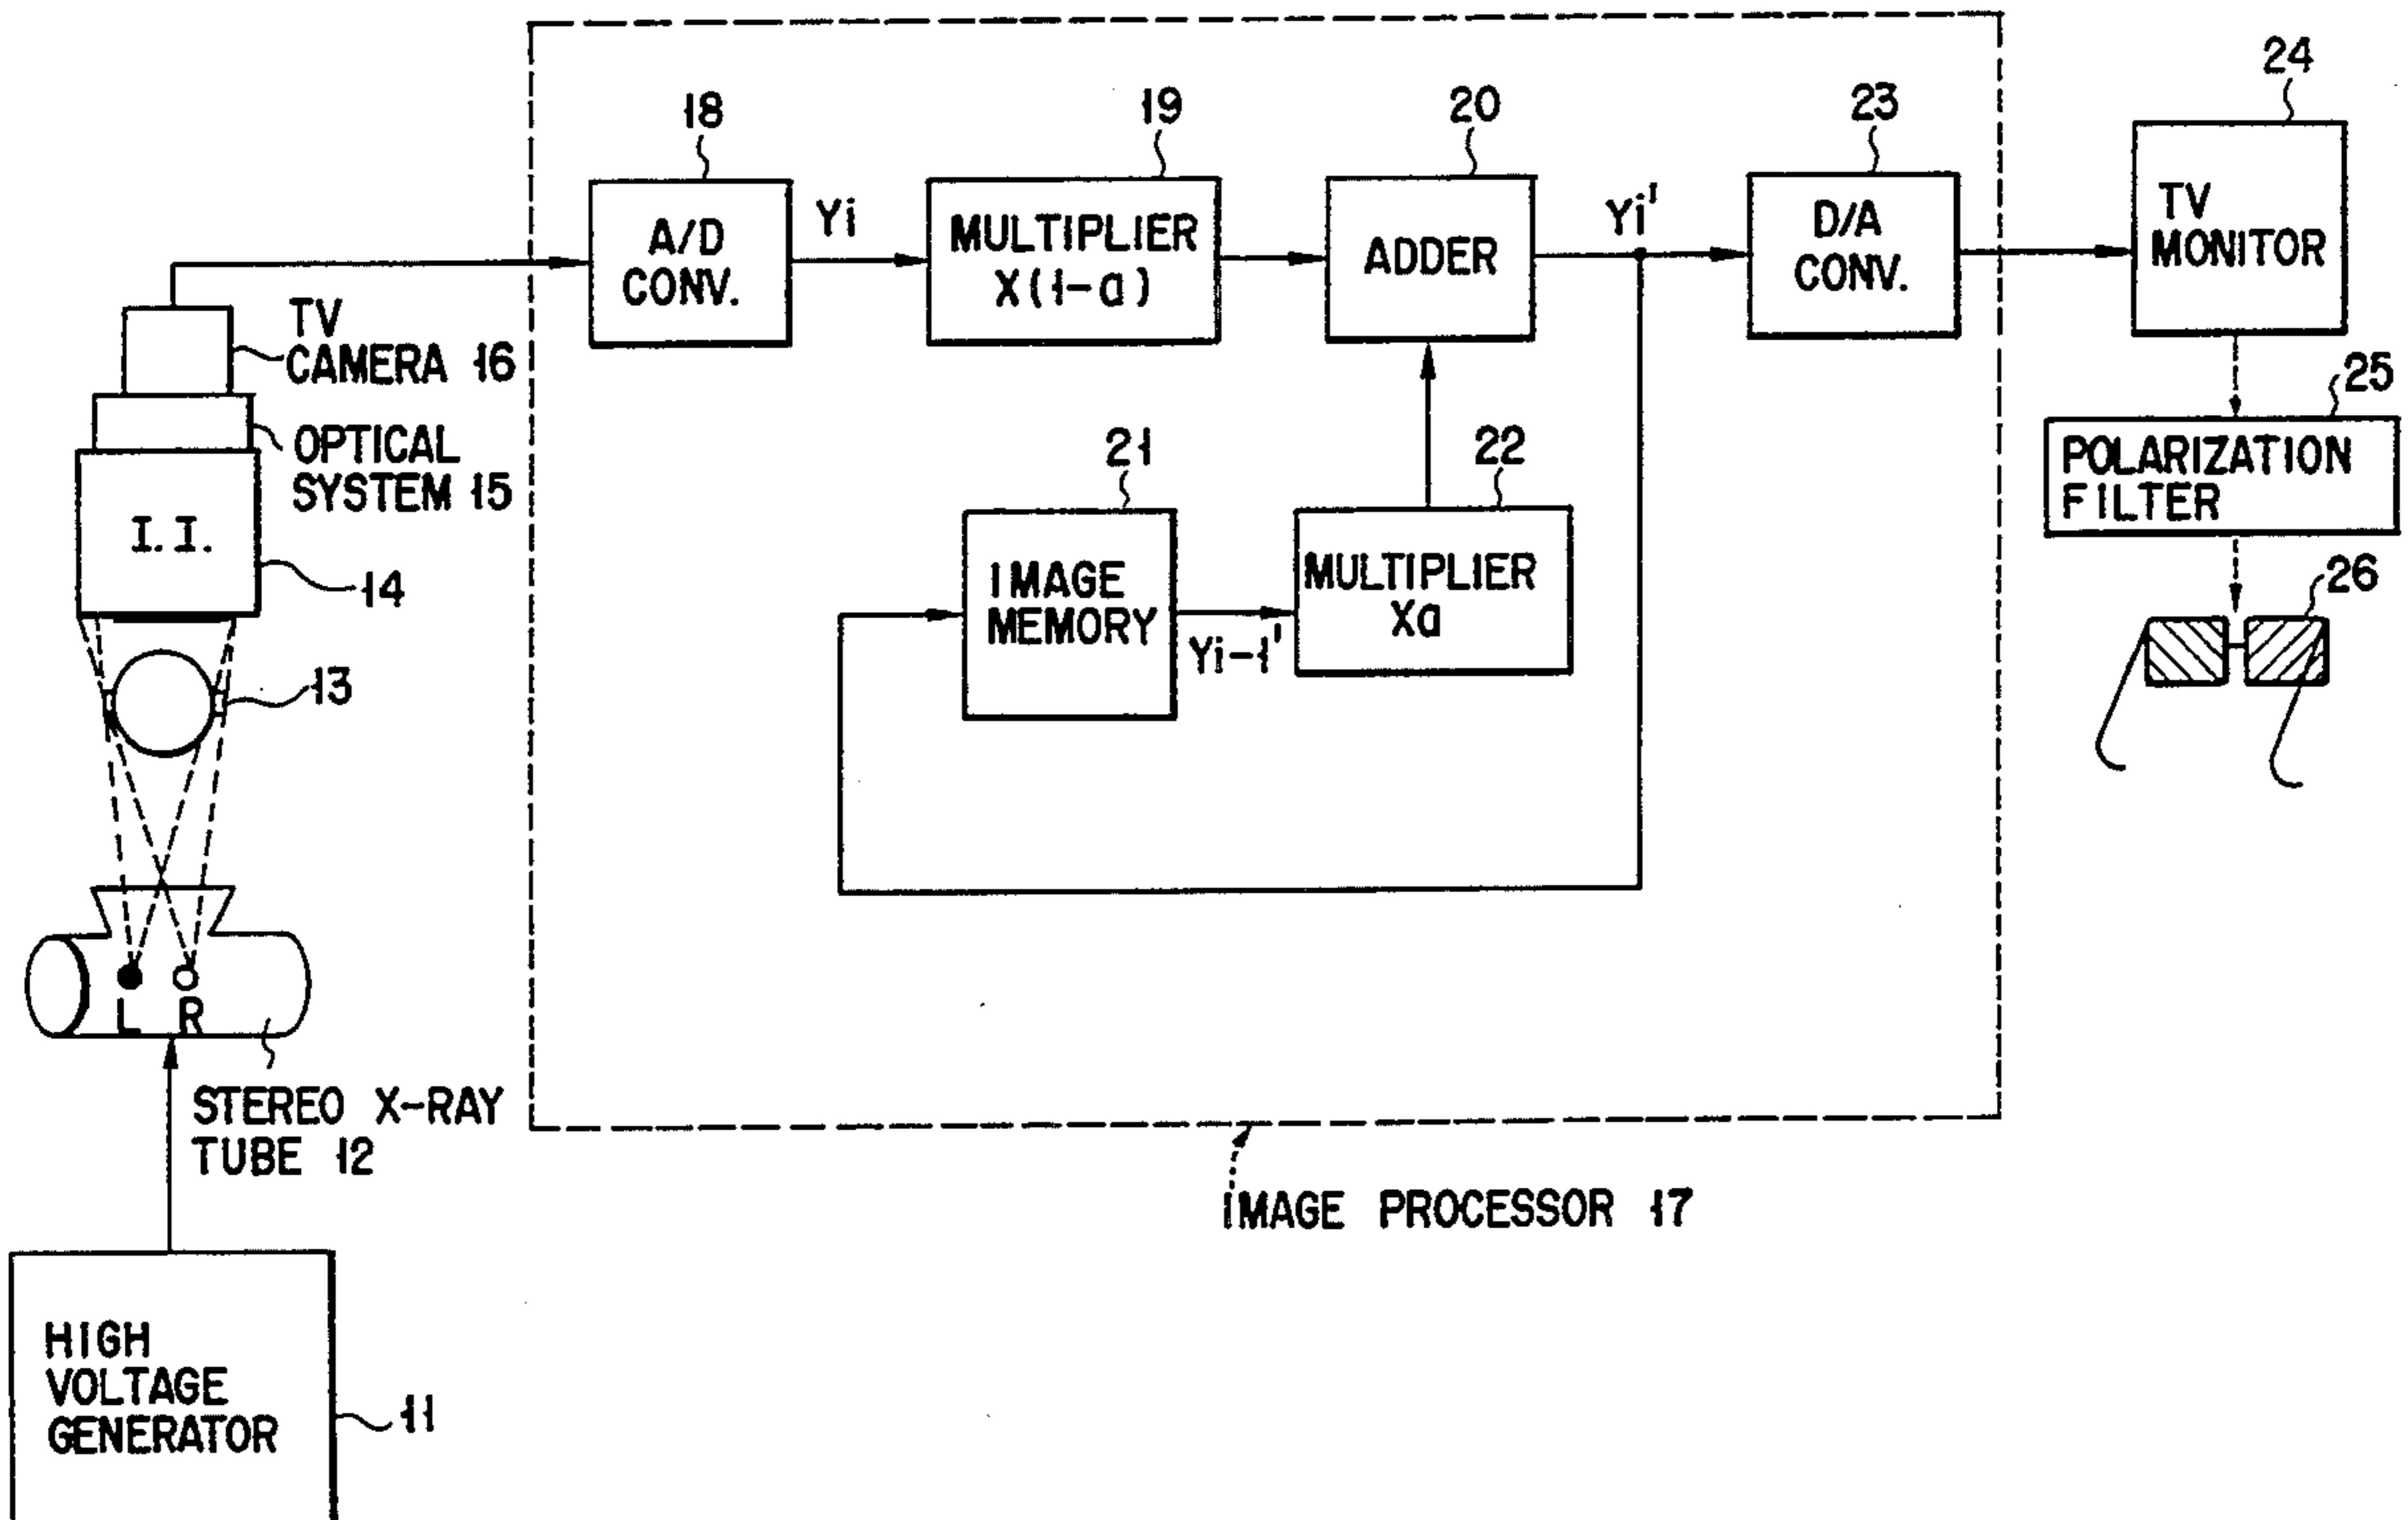 24
18
19
20
23
A/D
CONV.
Yi
MULTIPLIER
X(1-a)
ADDER
Yi'
D/A
CONV.
TV
MONITOR
TV
CAMERA 16
OPTICAL
SYSTEM 15
25
POLARIZATION
FILTER
I.I.
14
21
22
IMAGE
MEMORY
Yi-1'
MULTIPLIER
Xa
26
13
L R
STEREO X-RAY
TUBE 12
IMAGE PROCESSOR 17
HIGH
VOLTAGE
GENERATOR
11